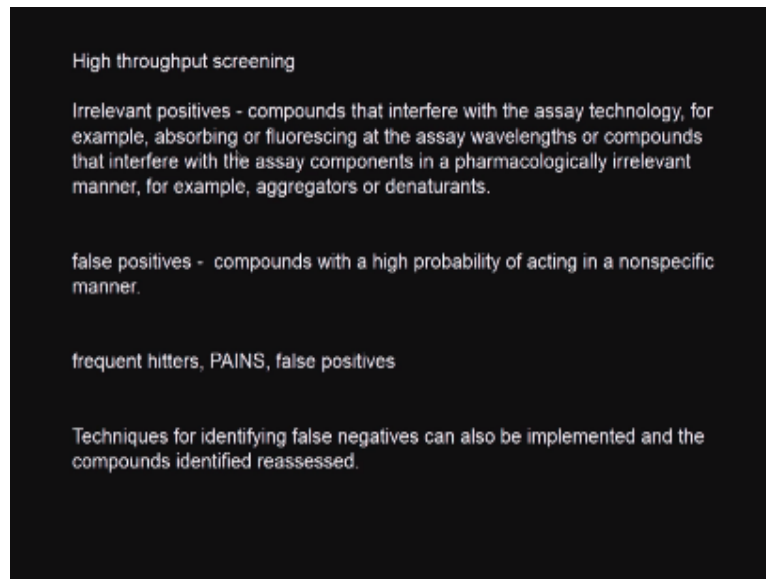 High throughput screening
Irrelevant positives - compounds that interfere with the assay technology, for
example, absorbing or fluorescing at the assay wavelengths or compounds
that interfere with the assay components in a pharmacologically irrelevant
manner, for example, aggregators or denaturants.
false positives -  compounds with a high probability of acting in a nonspecific
manner.
frequent hitters, PAINS, false positives
Techniques for identifying false negatives can also be implemented and the
compounds identified reassessed.